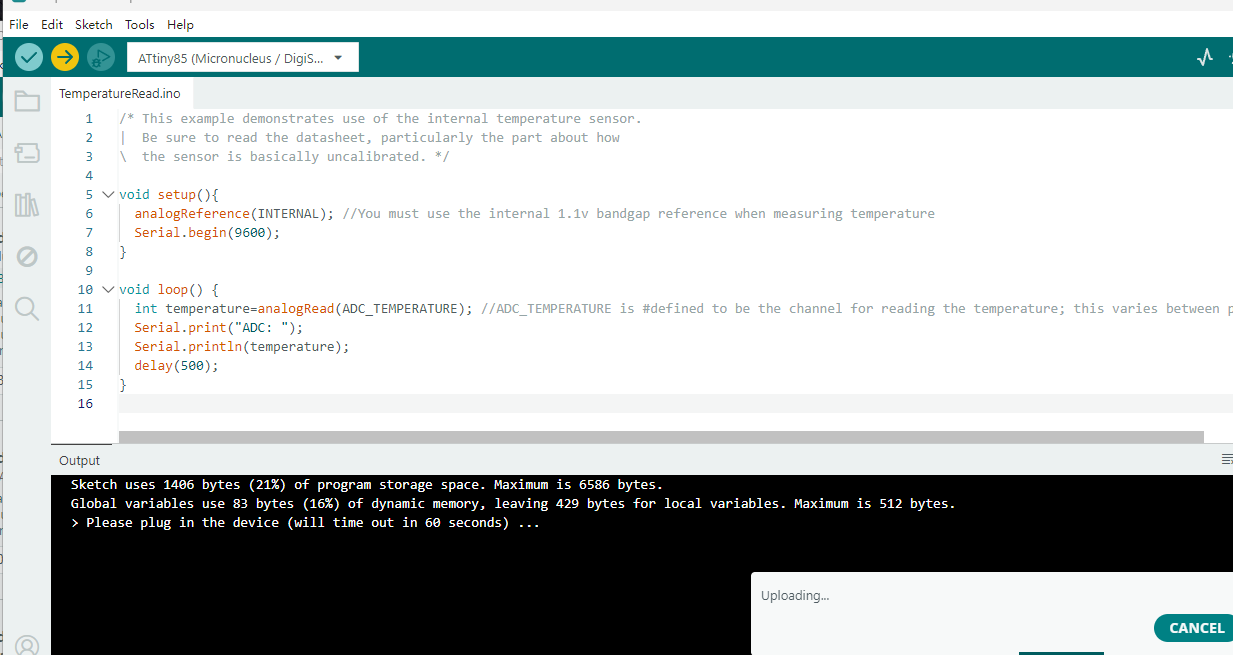 File Edit Sketch Tools Help
ATtiny85 (Micronucleus / DigiS...
TemperatureRead.ino
1 /* This example demonstrates use of the internal temperature sensor.
2 | Be sure to read the datasheet, particularly the part about how
3 \ the sensor is basically uncalibrated. */
4
5 void setup(){
6 analogReference(INTERNAL); //You must use the internal 1.1v bandgap reference when measuring temperature
7 Serial.begin(9600);
8 }
9
10 void loop() {
11 int temperature=analogRead(ADC_TEMPERATURE); //ADC_TEMPERATURE is #defined to be the channel for reading the temperature; this varies between p
12 Serial.print("ADC: ");
13 Serial.println(temperature);
14 delay(500);
15 }
16
Output
Sketch uses 1406 bytes (21%) of program storage space. Maximum is 6586 bytes.
Global variables use 83 bytes (16%) of dynamic memory, leaving 429 bytes for local variables. Maximum is 512 bytes.
> Please plug in the device (will time out in 60 seconds) ...
Uploading...
CANCEL